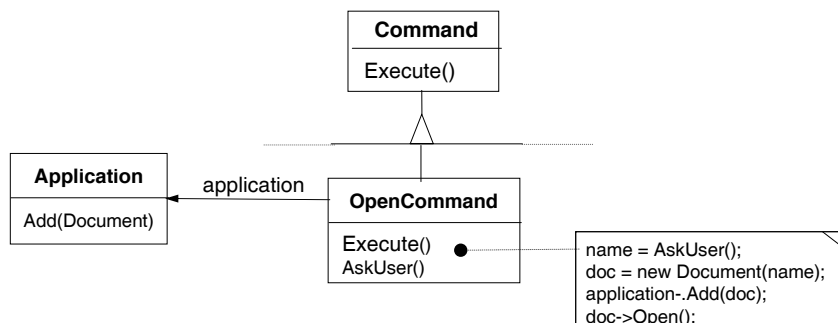 Command
Execute()
Application
Add(Document)
application
OpenCommand
Execute()
AskUser()
name = AskUser();
doc = new Document(name);
application-.Add(doc);
doc->Open();